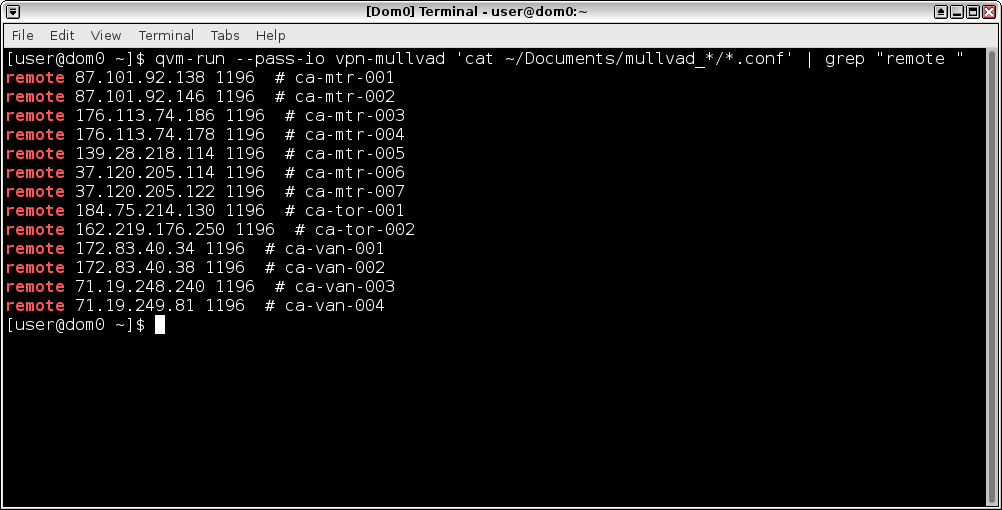 [Dom0] Terminal - user@dom0:~
File Edit View Terminal Tabs Help
[user@dom0 ~]$ qvm-run --pass-io vpn-mullvad 'cat ~/Documents/mullvad_*/*.conf' | grep "remote "
remote 87.101.92.138 1196  # ca-mtr-001
remote 87.101.92.146 1196  # ca-mtr-002
remote 176.113.74.186 1196  # ca-mtr-003
remote 176.113.74.178 1196  # ca-mtr-004
remote 139.28.218.114 1196  # ca-mtr-005
remote 37.120.205.114 1196  # ca-mtr-006
remote 37.120.205.122 1196  # ca-mtr-007
remote 184.75.214.130 1196  # ca-tor-001
remote 162.219.176.250 1196  # ca-tor-002
remote 172.83.40.34 1196  # ca-van-001
remote 172.83.40.38 1196  # ca-van-002
remote 71.19.248.240 1196  # ca-van-003
remote 71.19.249.81 1196  # ca-van-004
[user@dom0 ~]$